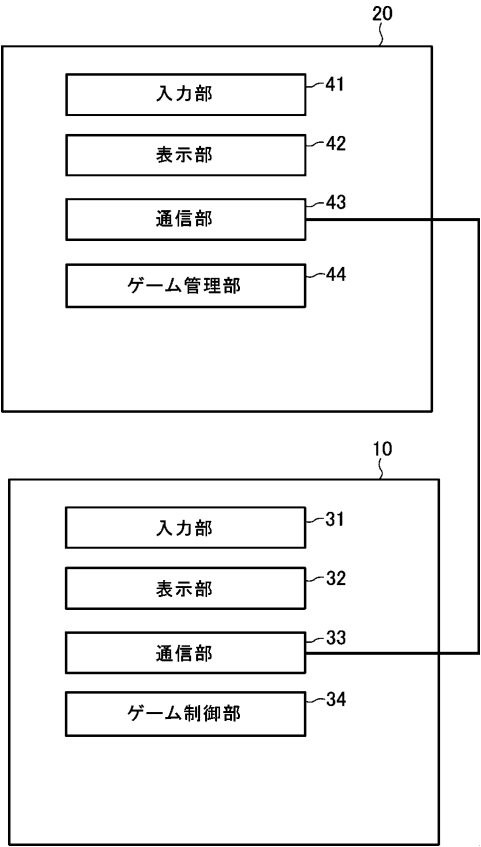 20
入力部 41
表示部 42
通信部 43
ゲーム管理部 44
10
入力部 31
表示部 32
通信部 33
ゲーム制御部 34